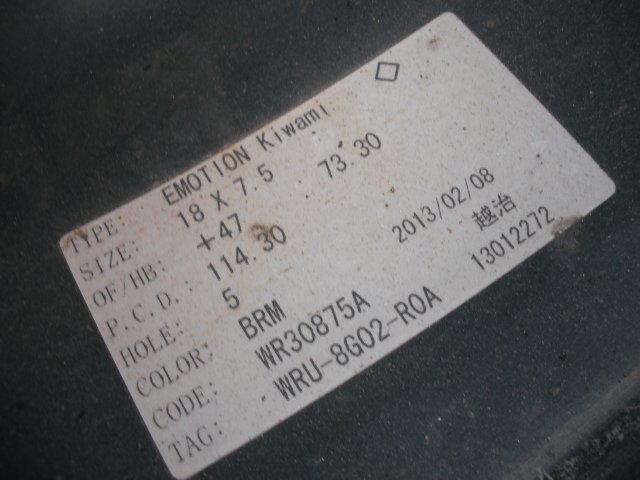 TYPE: EMOTION Kiwami
SIZE: 18 X 7.5 73.30
OF/HB: +47
P.C.D.: 114.30
HOLE: 5 2013/02/08
COLOR: BRM 越治
CODE: WR30875A 13012272
TAG: WRU-8G02-R0A